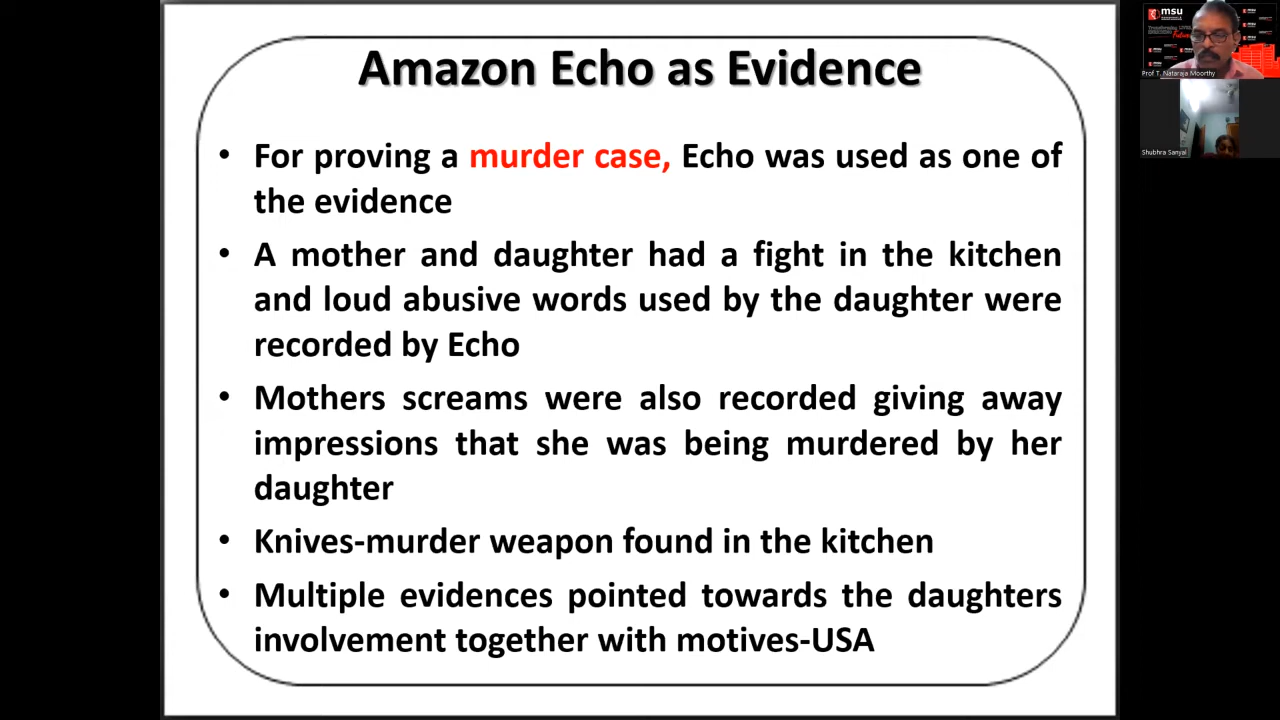 Amazon Echo as Evidence
• For proving a murder case, Echo was used as one of
the evidence
• A mother and daughter had a fight in the kitchen
and loud abusive words used by the daughter were
recorded by Echo
• Mothers screams were also recorded giving away
impressions that she was being murdered by her
daughter
• Knives-murder weapon found in the kitchen
• Multiple evidences pointed towards the daughters
involvement together with motives-USA
msu
msu
Prof T. Nataraja Moorthy
Shubhra Sanyal